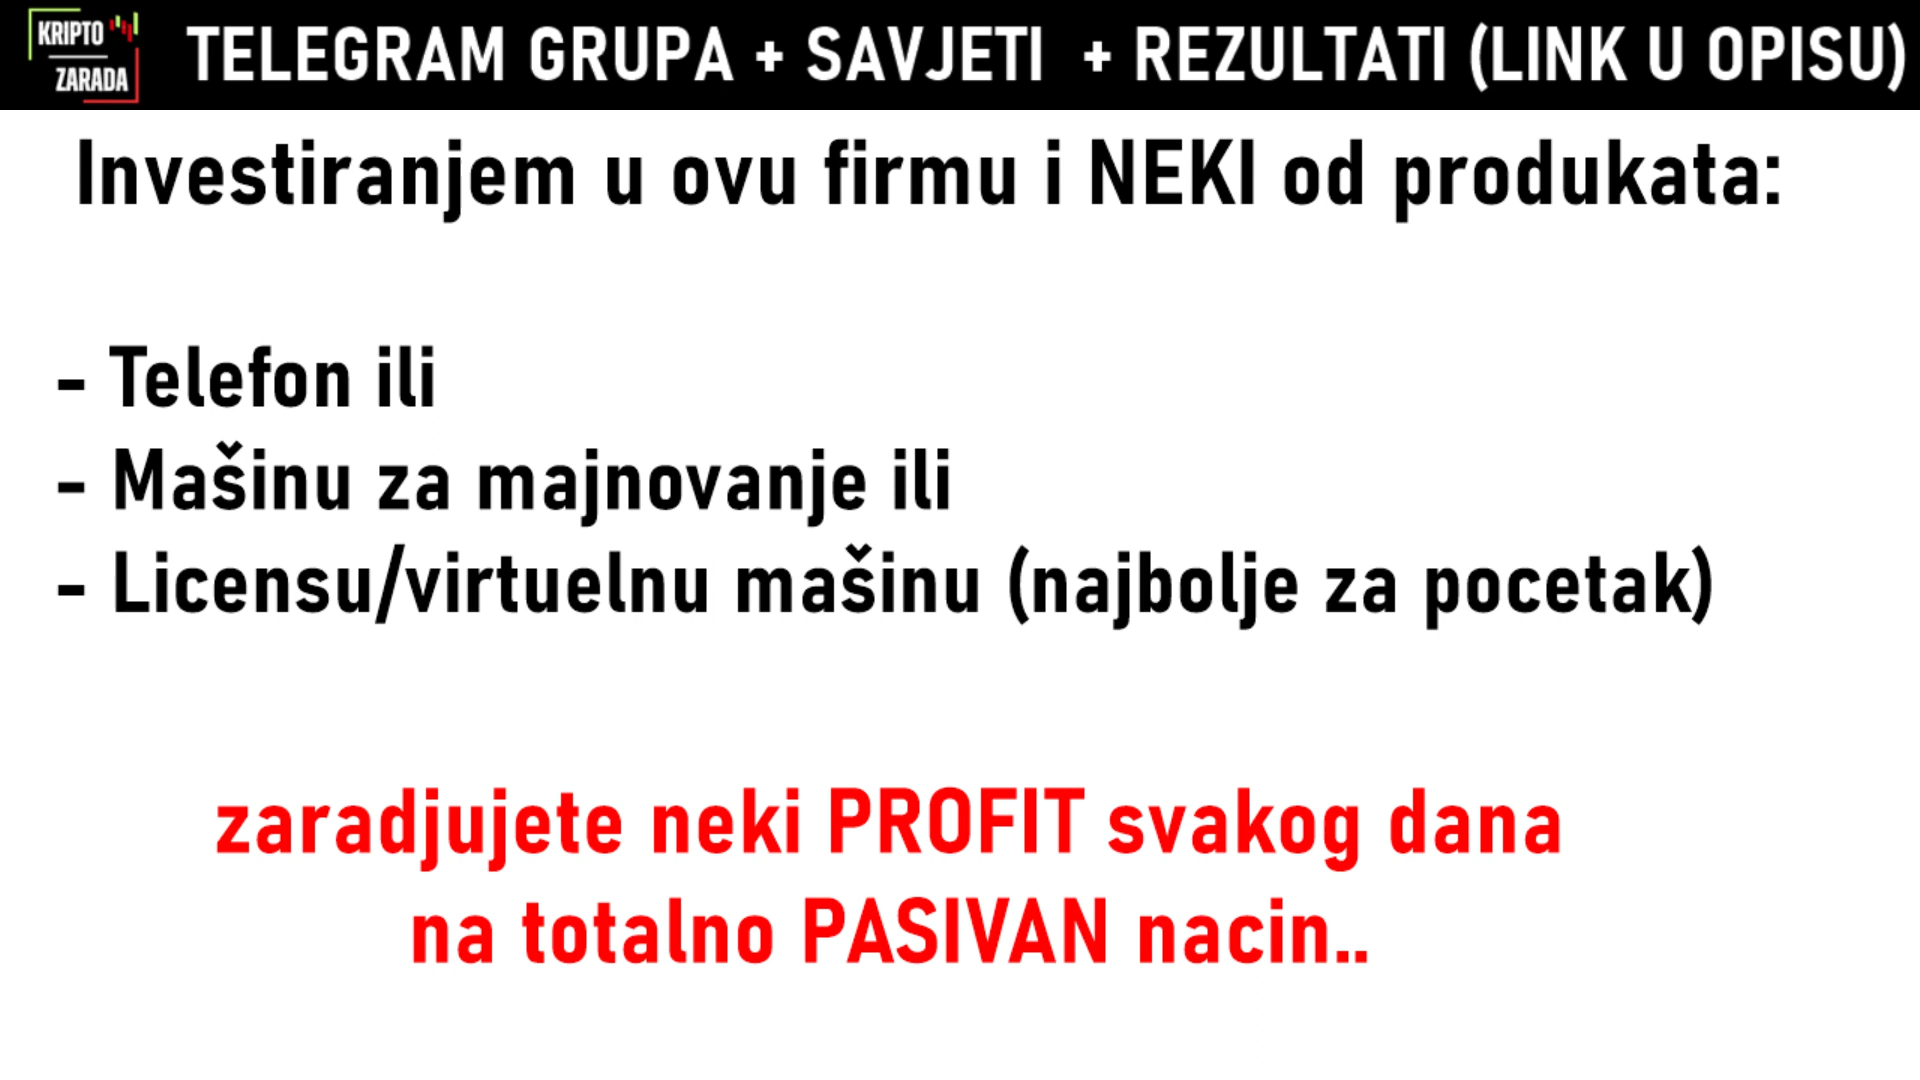 KRIPTO
ZARADA
TELEGRAM GRUPA + SAVJETI + REZULTATI (LINK U OPISU)
Investiranjem u ovu firmu i NEKI od produkata:
- Telefon ili
- Mašinu za majnovanje ili
- Licensu/virtuelnu mašinu (najbolje za pocetak)
zaradjujete neki PROFIT svakog dana
na totalno PASIVAN nacin..